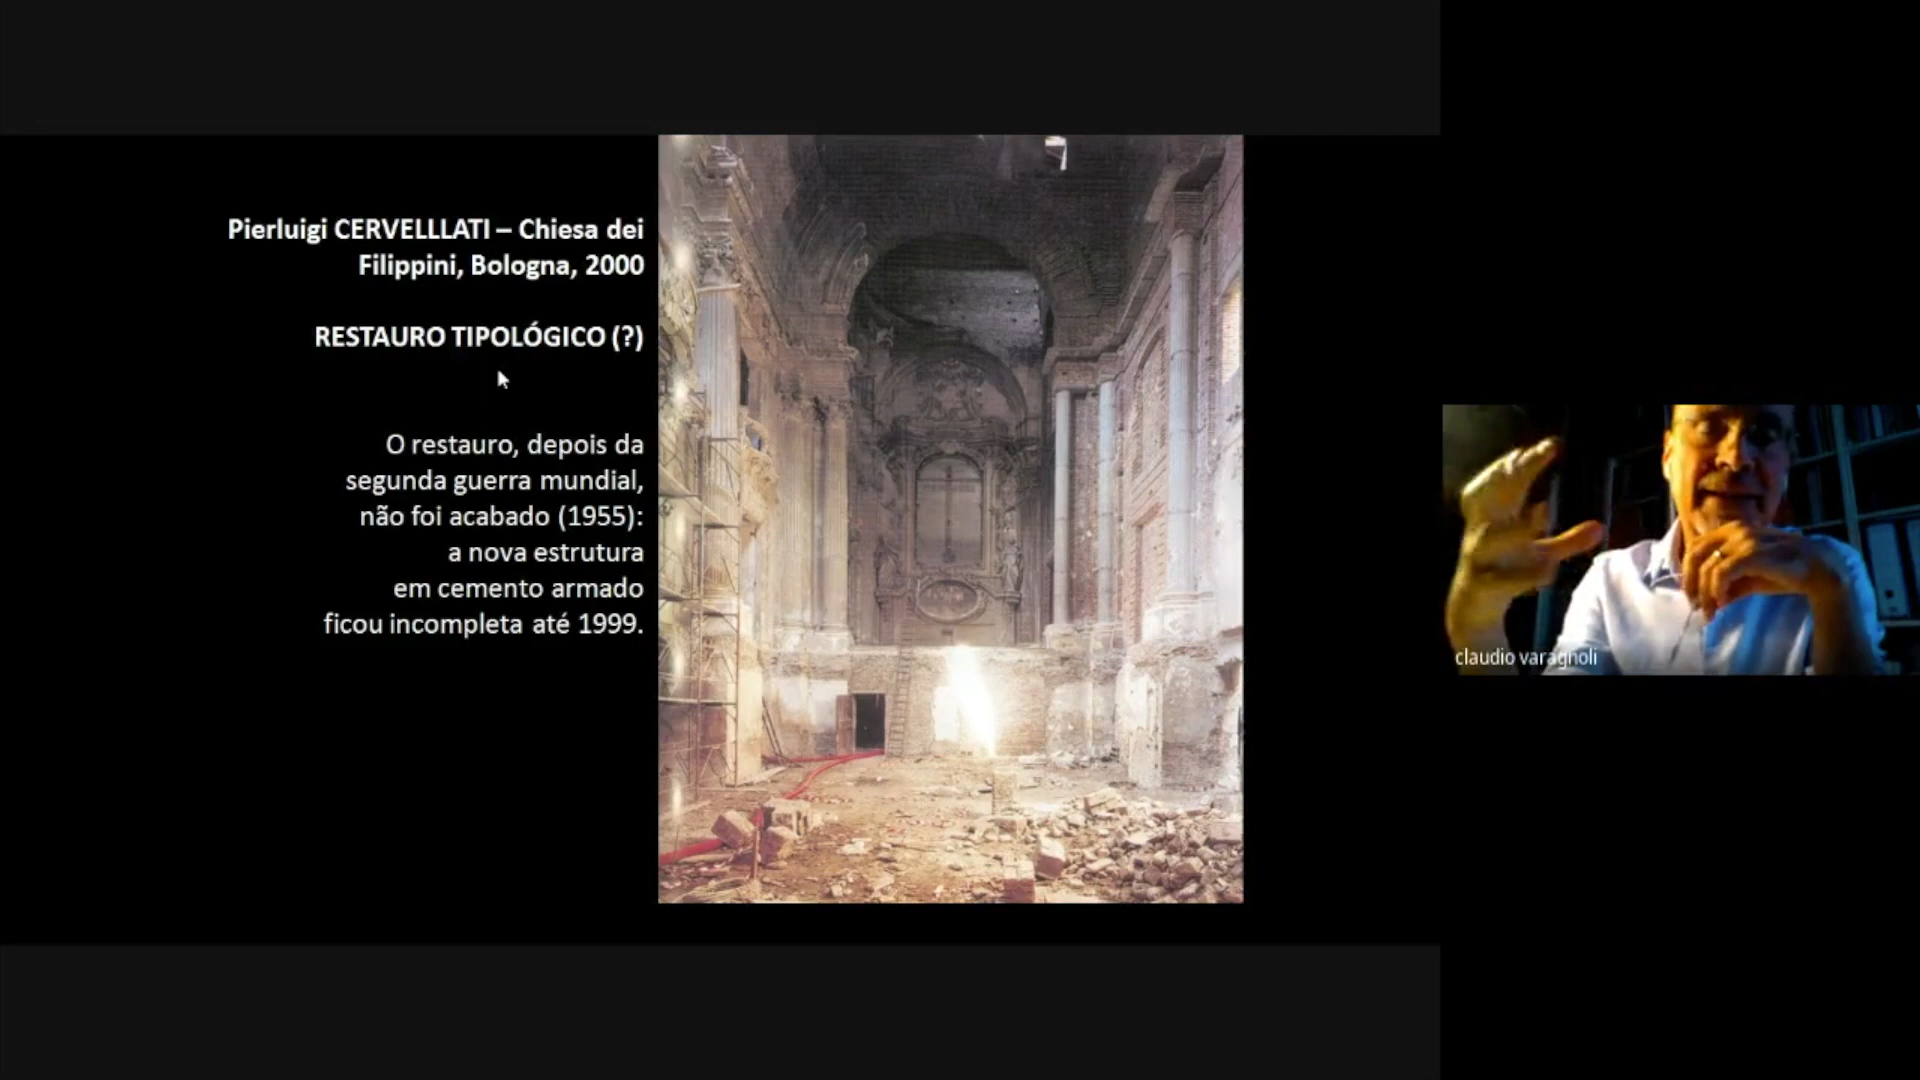 Pierluigi CERVELLLATI – Chiesa dei
Filippini, Bologna, 2000
RESTAURO TIPOLÓGICO (?)
O restauro, depois da
segunda guerra mundial,
não foi acabado (1955):
a nova estrutura
em cemento armado
ficou incompleta até 1999.
claudio varagnoli